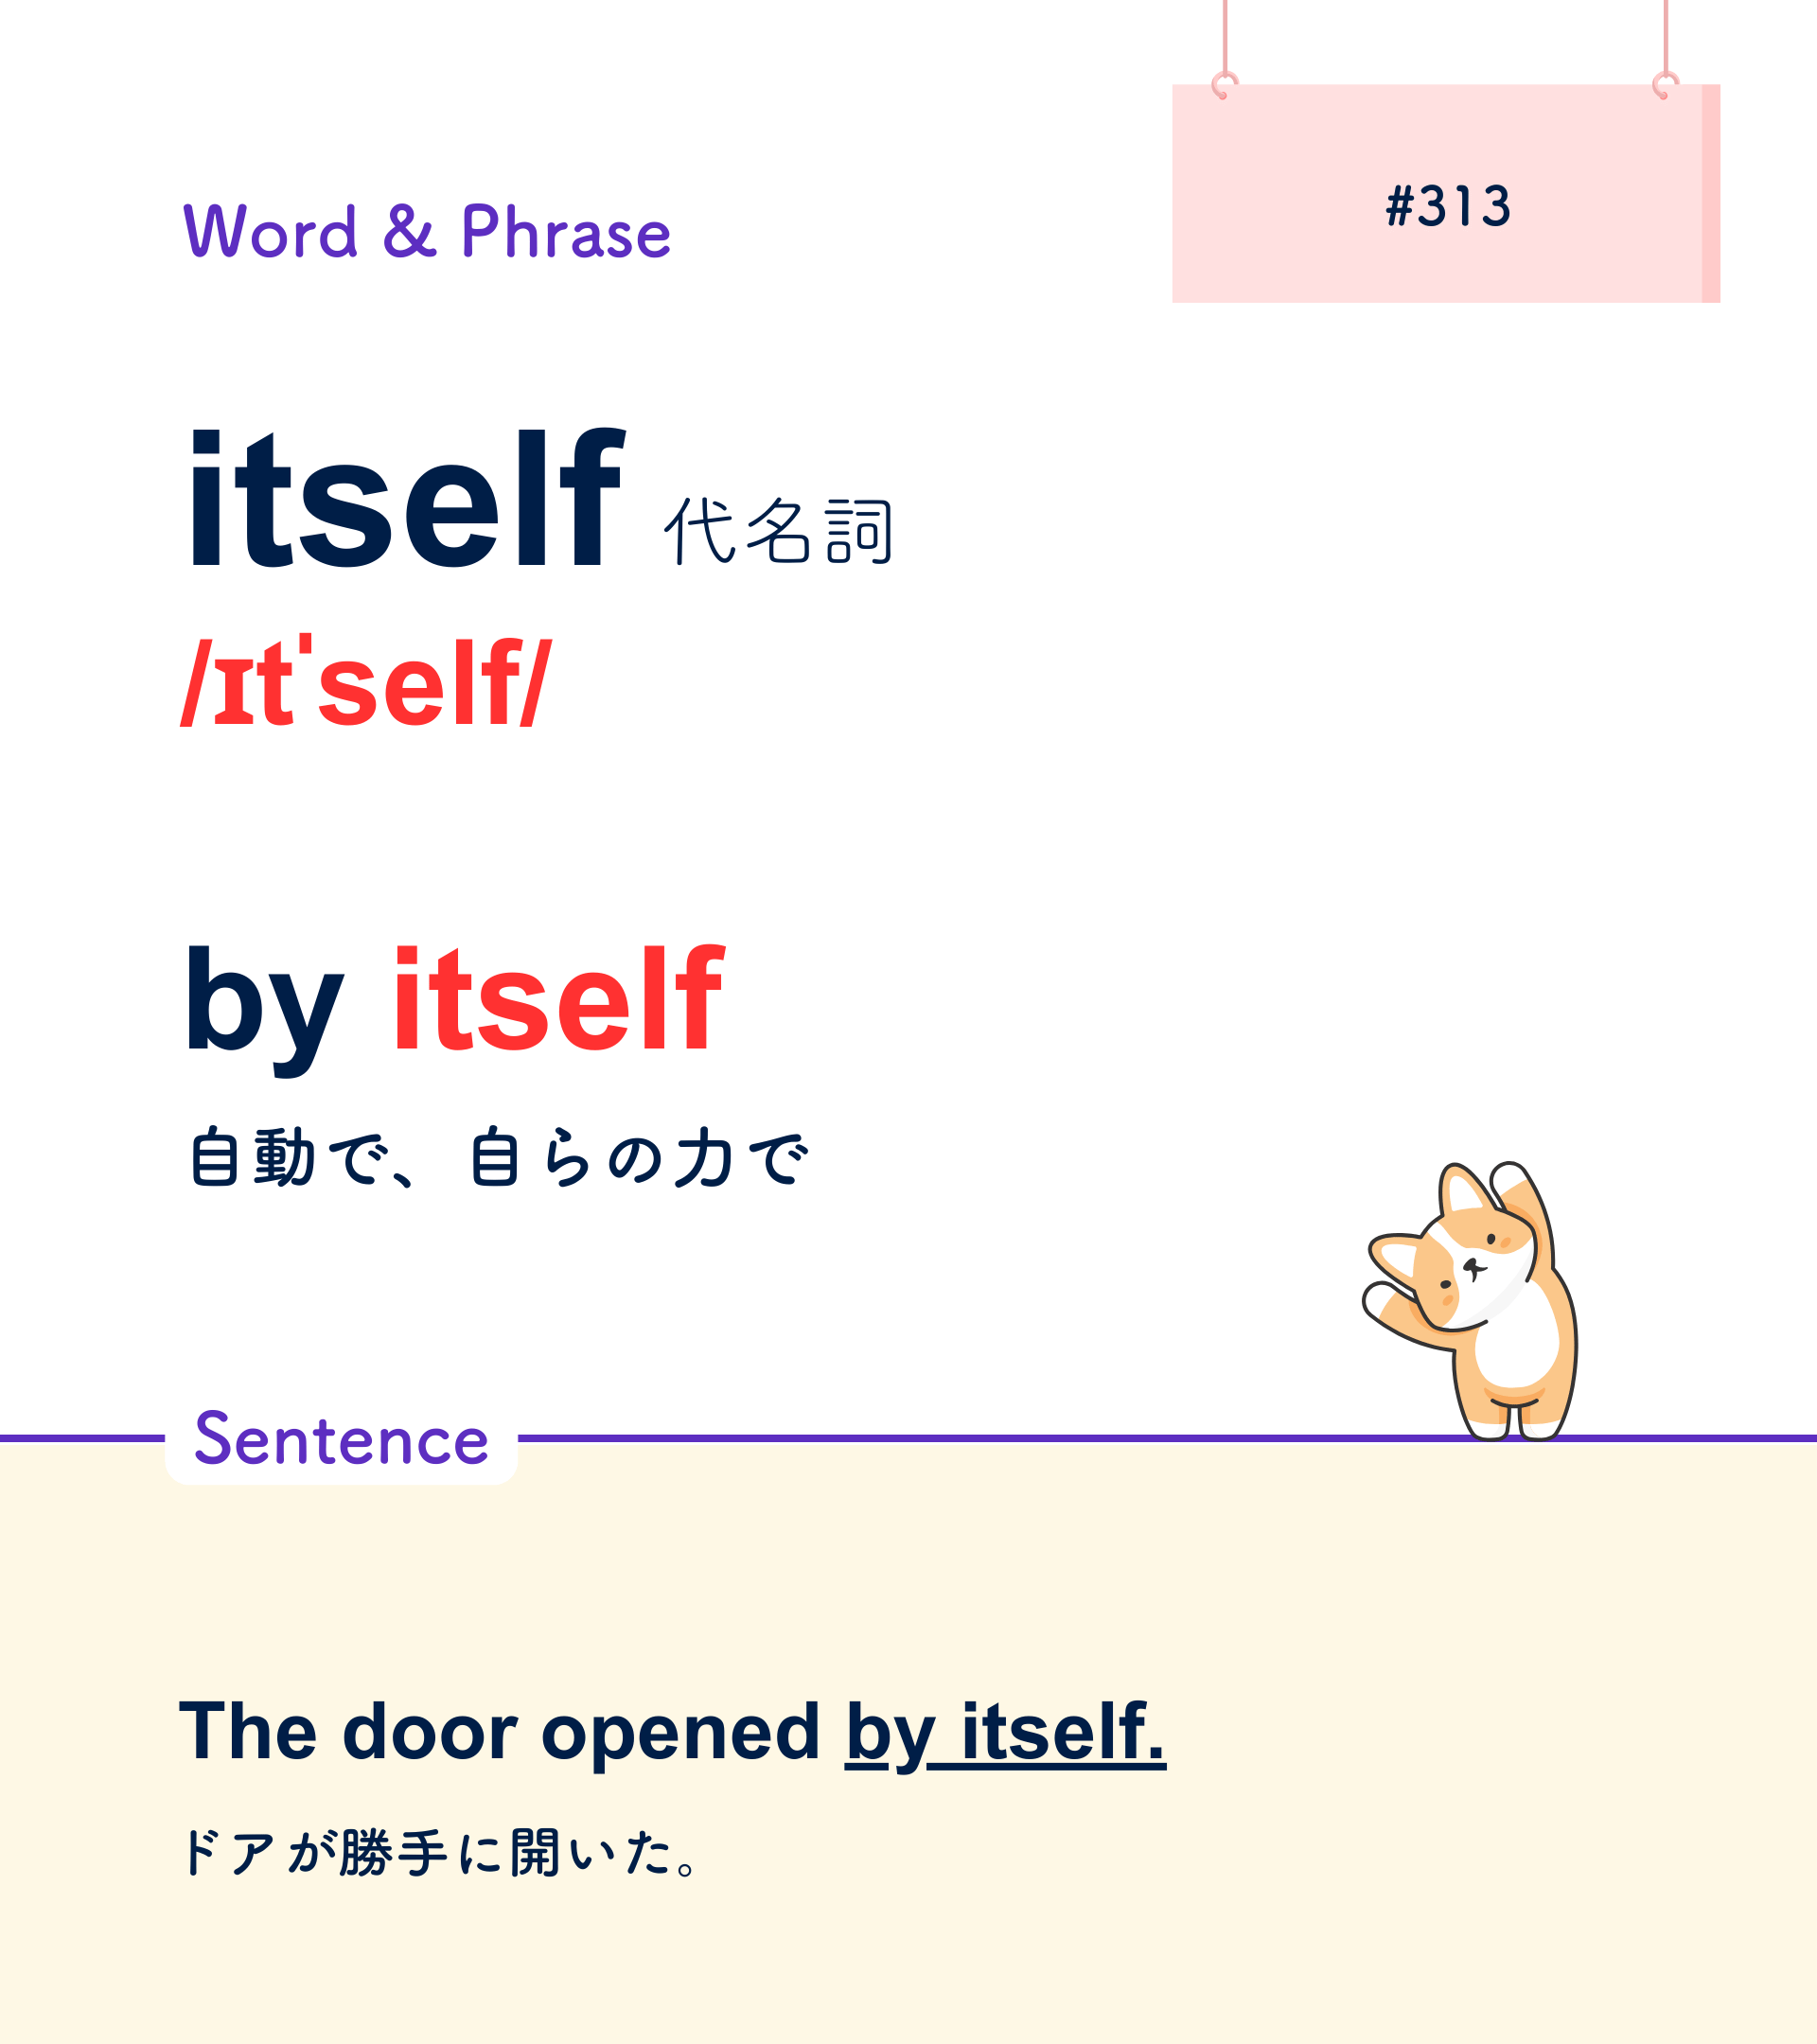 #313
Word & Phrase
itself 代名詞
/ɪtˈself/
by itself
自動で、自らの力で
Sentence
The door opened by itself.
ドアが勝手に開いた。